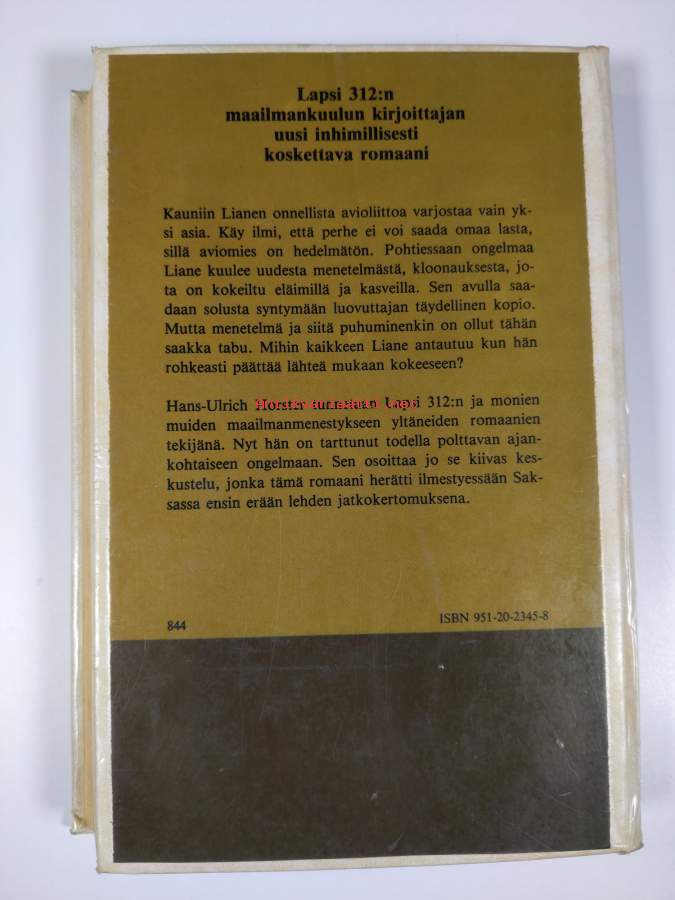 Lapsi 312:n
maailmankuulun kirjoittajan
uusi inhimillisesti
koskettava romaani
Kauniin Lianen onnellista avioliittoa varjostaa vain yk-
si asia. Käy ilmi, että perhe ei voi saada omaa lasta,
sillä aviomies on hedelmätön. Pohtiessaan ongelmaa
Liane kuulee uudesta menetelmästä, kloonauksesta, jo-
ta on kokeiltu eläimillä ja kasveilla. Sen avulla saa-
daan solusta syntymään luovuttajan täydellinen kopio.
Mutta menetelmä ja siitä puhuminenkin on ollut tähän
saakka tabu. Mihin kaikkeen Liane antautuu kun hän
rohkeasti päättää lähteä mukaan kokeeseen?
Hans-Ulrich Horster tunnetaan Lapsi 312:n ja monien
muiden maailmanmenestykseen yltäneiden romaanien
tekijänä. Nyt hän on tarttunut todella polttavan ajan-
kohtaiseen ongelmaan. Sen osoittaa jo se kiivas kes-
kustelu, jonka tämä romaani herätti ilmestyessään Sak-
sassa ensin erään lehden jatkokertomuksena.
844
ISBN 951-20-2345-8